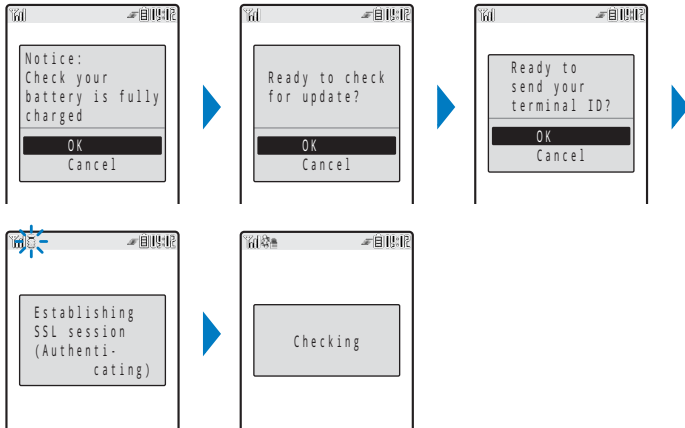 Notice:
Check your
battery is fully
charged
OK
Cancel
Ready to check
for update?
OK
Cancel
Ready to
send your
terminal ID?
OK
Cancel
Establishing
SSL session
(Authenti-
cating)
Checking